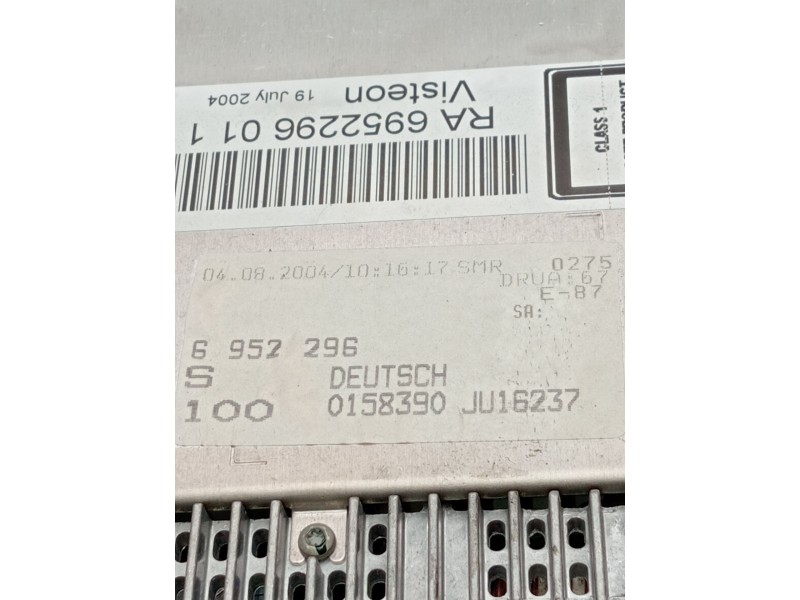 RA 6952296 01 1
Visteon 19 July 2004
CLASS 1
PRODUCT
04.08.2004/10:16:17 SMR 0275
DRUA:67
E-87
SA:
6 952 296
S DEUTSCH
100 0158390 JU16237